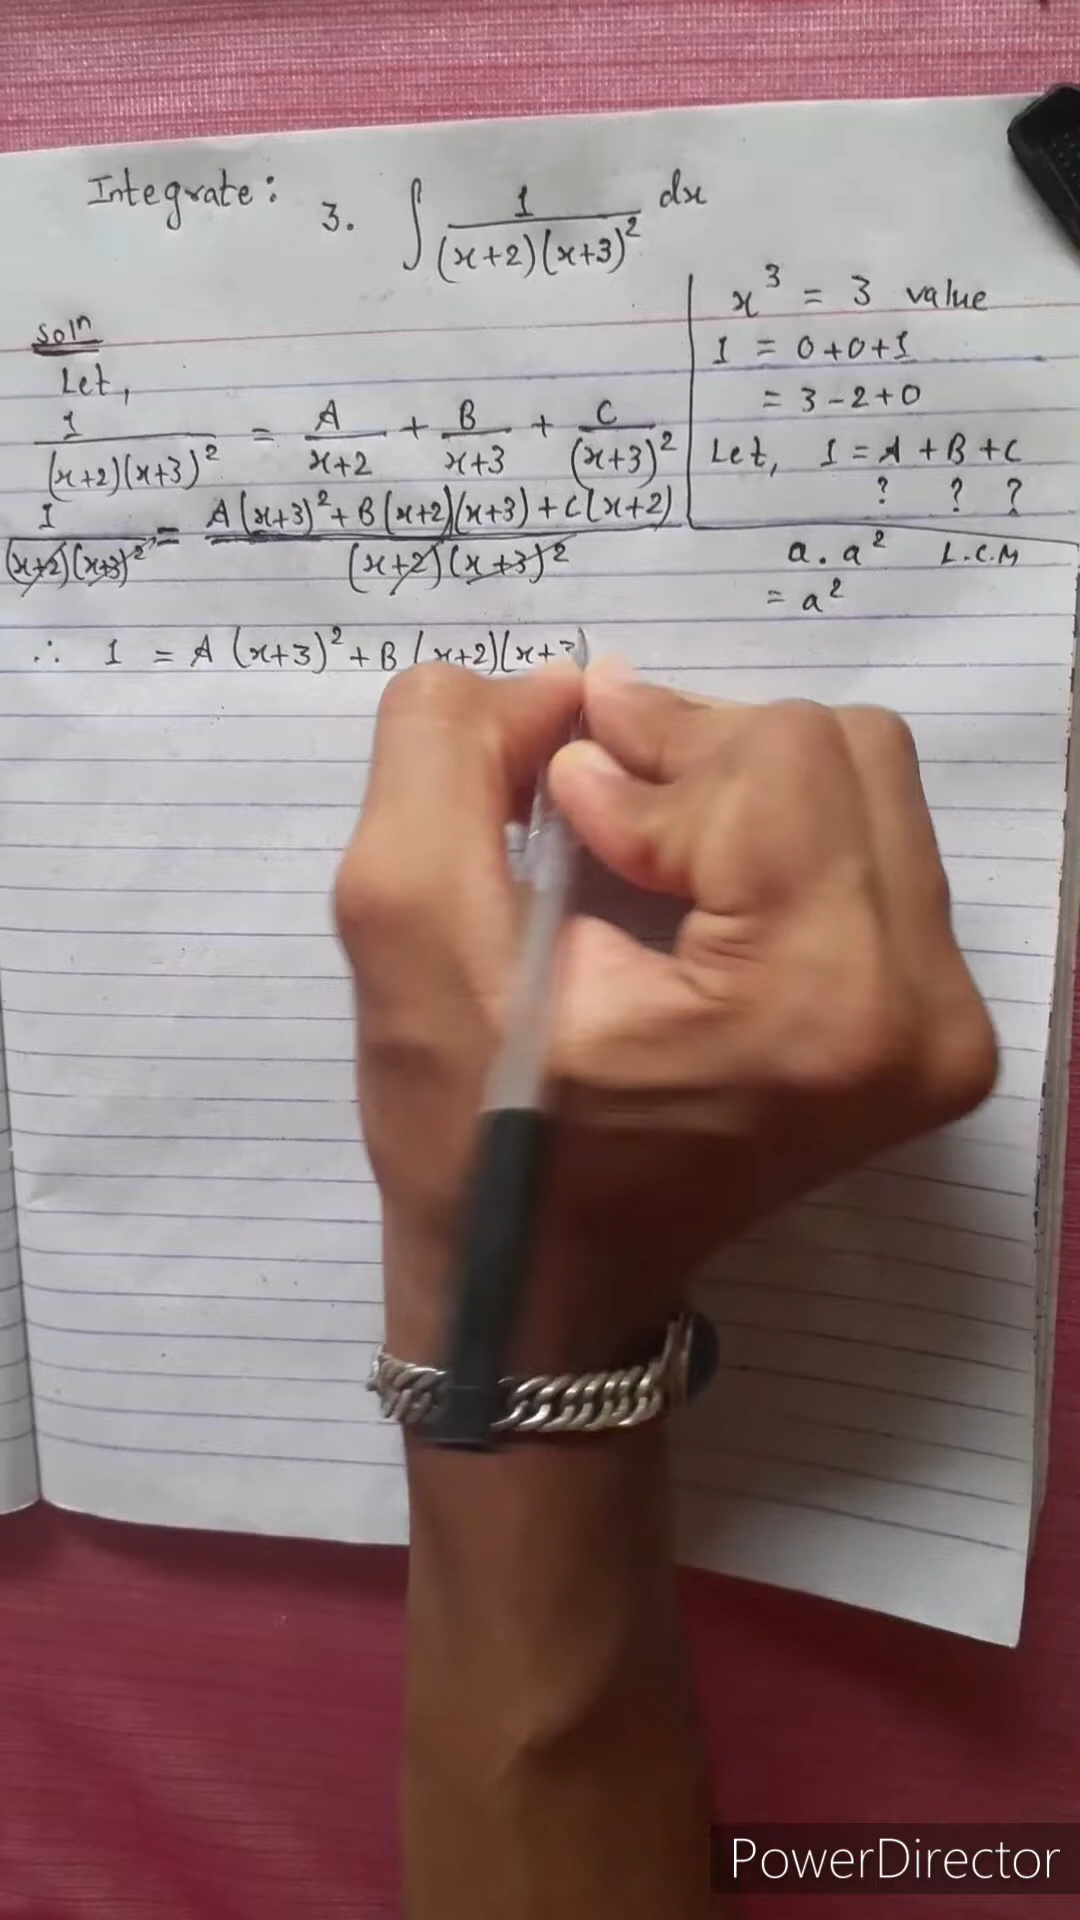 Integrate: 3. ∫ 1/((x+2)(x+3)²) dx
Soln
Let,
1/((x+2)(x+3)²) = A/(x+2) + B/(x+3) + C/(x+3)²
1/((x+2)(x+3)²) = (A(x+3)²+B(x+2)(x+3)+C(x+2))/((x+2)(x+3)²)
∴ 1 = A(x+3)²+B(x+2)(x+3)
x³ = 3 value
1 = 0+0+1
= 3-2+0
Let, 1 = A+B+C
? ? ?
a.a² L.C.M
= a²
PowerDirector